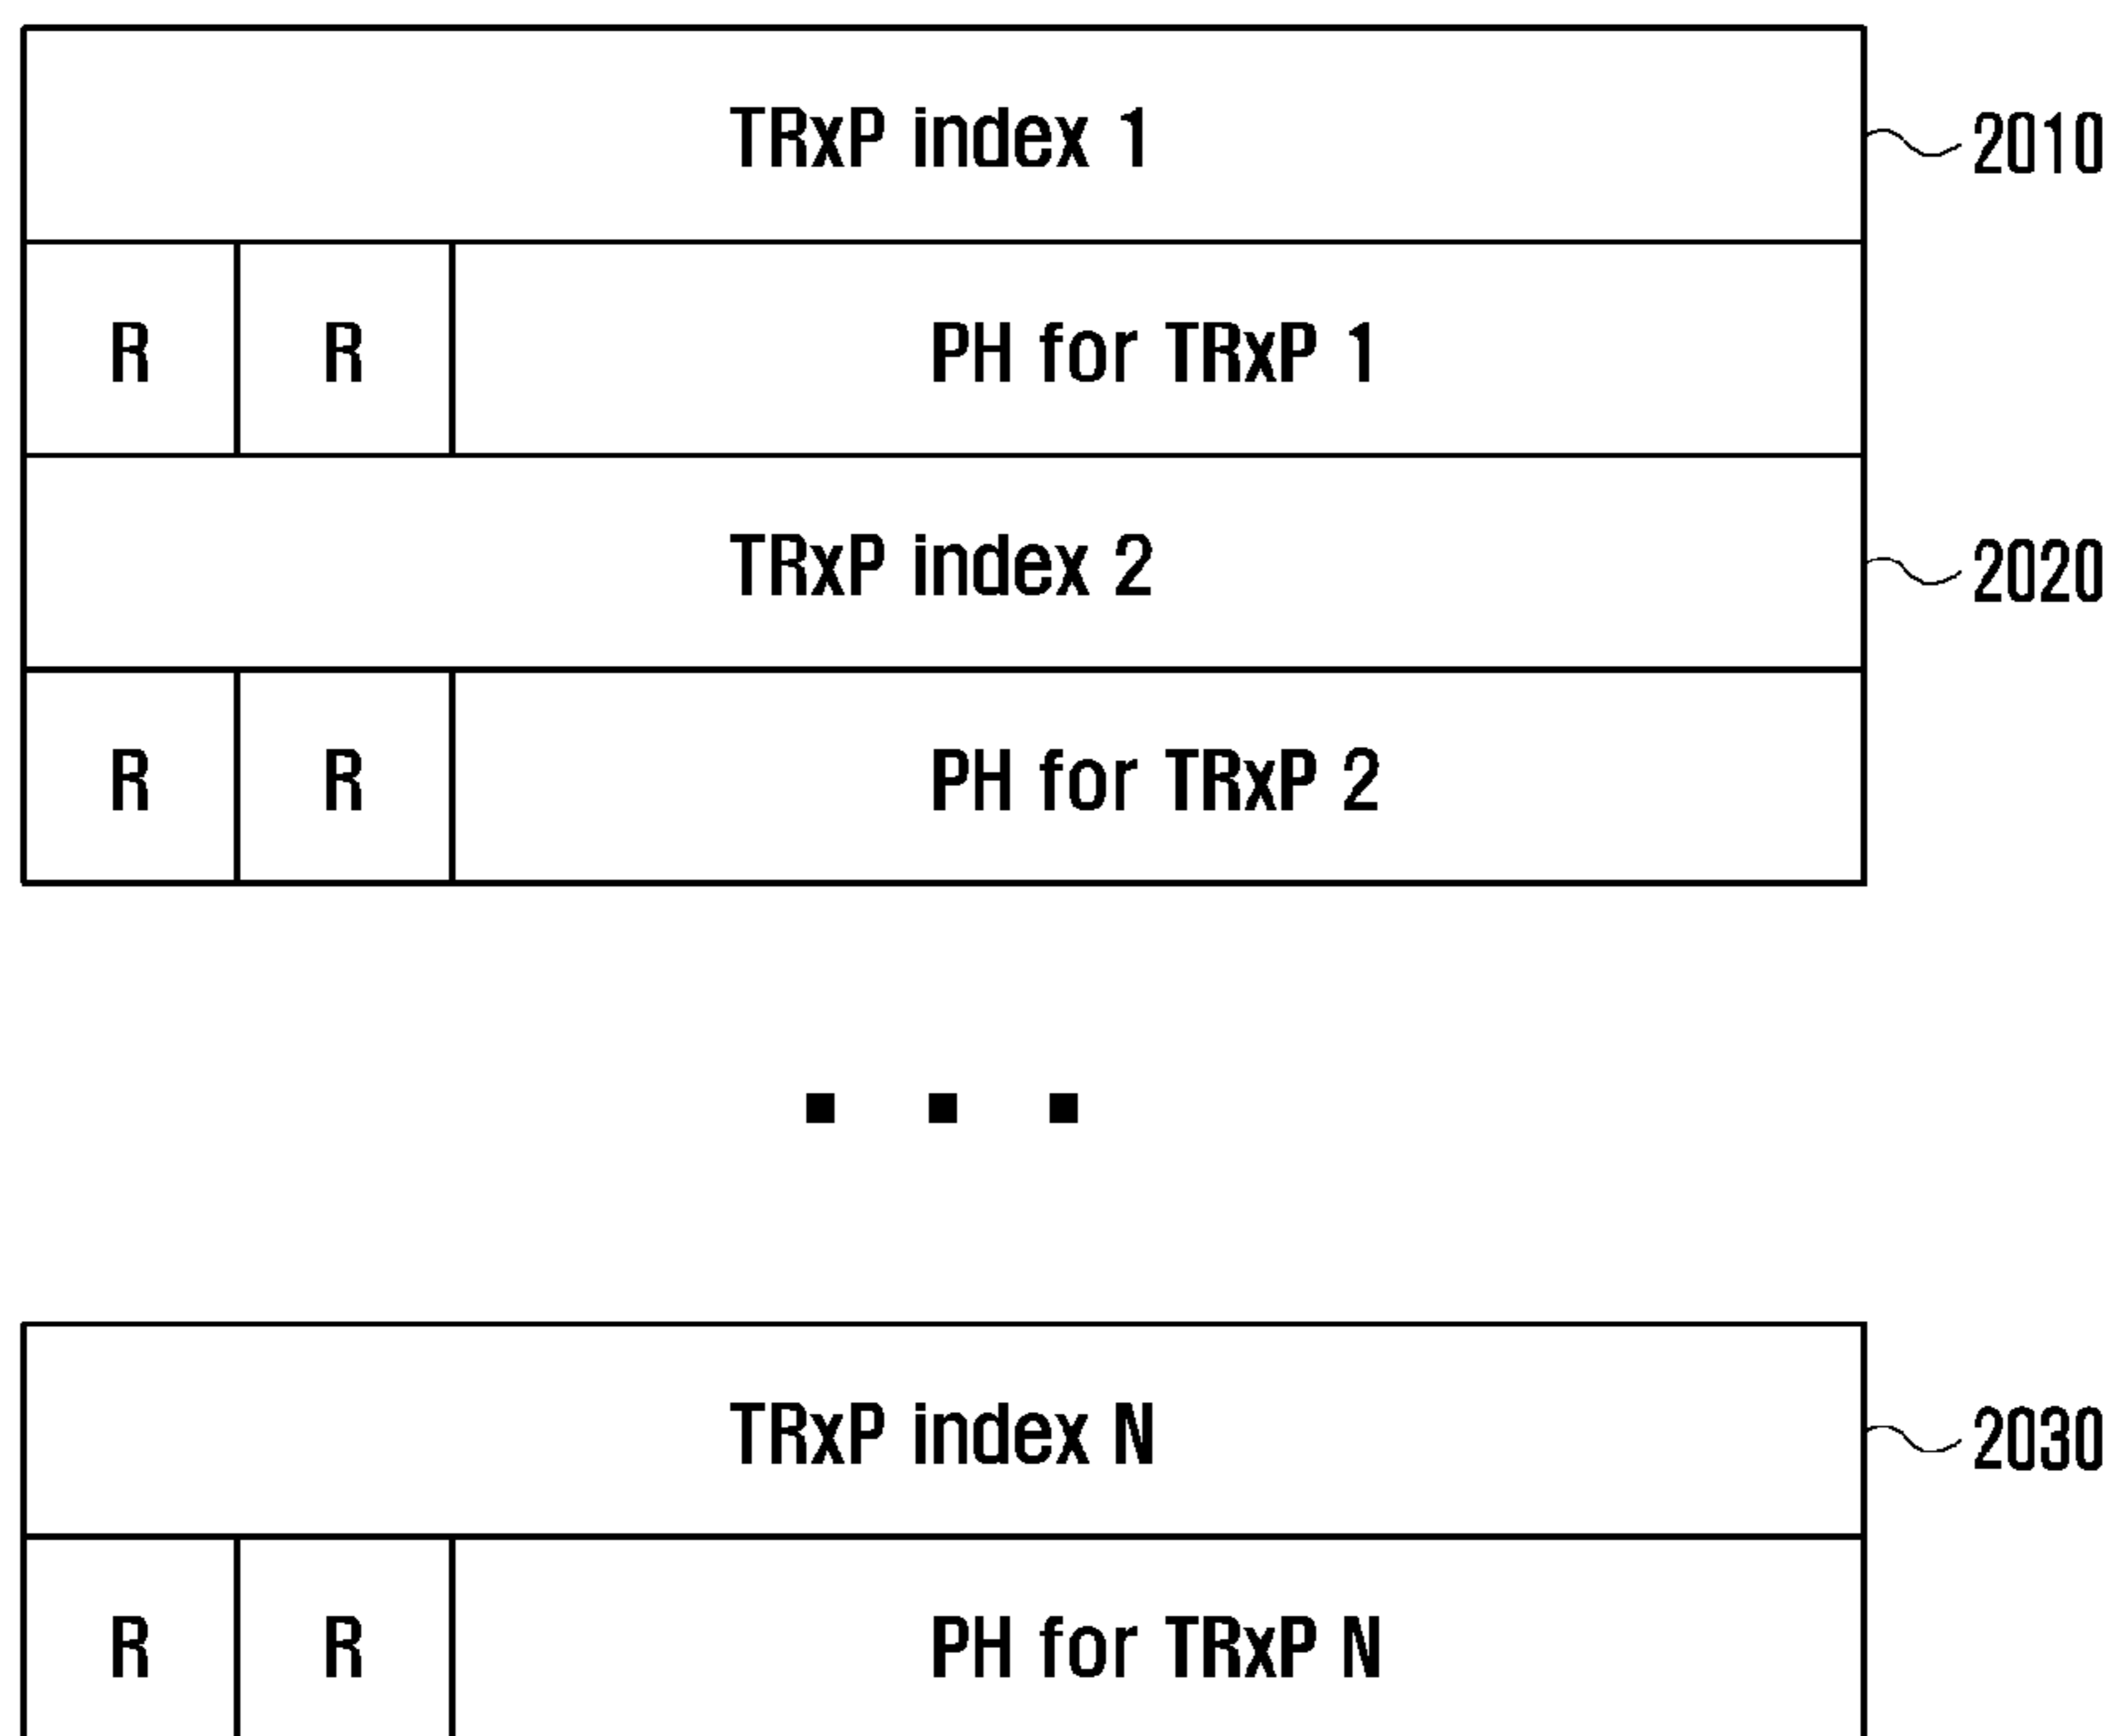 TRxP index 1 2010
R R PH for TRxP 1
TRxP index 2 2020
R R PH for TRxP 2
TRxP index N 2030
R R PH for TRxP N